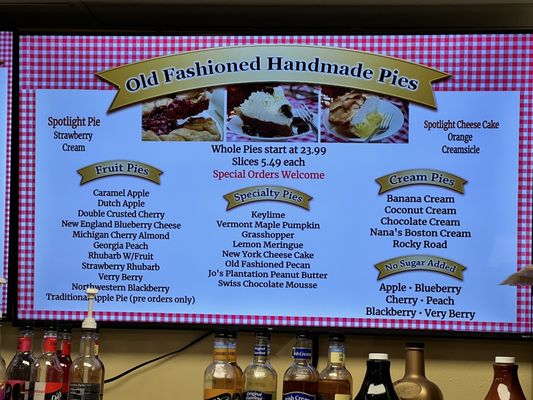 Old Fashioned Handmade Pies
Spotlight Pie
Strawberry
Cream
Whole Pies start at 23.99
Slices 5.49 each
Special Orders Welcome
Spotlight Cheese Cake
Orange
Creamsicle
Fruit Pies
Caramel Apple
Dutch Apple
Double Crusted Cherry
New England Blueberry Cheese
Michigan Cherry Almond
Georgia Peach
Rhubarb W/Fruit
Strawberry Rhubarb
Verry Berry
Northwestern Blackberry
Traditional Apple Pie (pre orders only)
Specialty Pies
Keylime
Vermont Maple Pumpkin
Grasshopper
Lemon Meringue
New York Cheese Cake
Old Fashioned Pecan
Jo's Plantation Peanut Butter
Swiss Chocolate Mousse
Cream Pies
Banana Cream
Coconut Cream
Chocolate Cream
Nana's Boston Cream
Rocky Road
No Sugar Added
Apple • Blueberry
Cherry • Peach
Blackberry • Very Berry